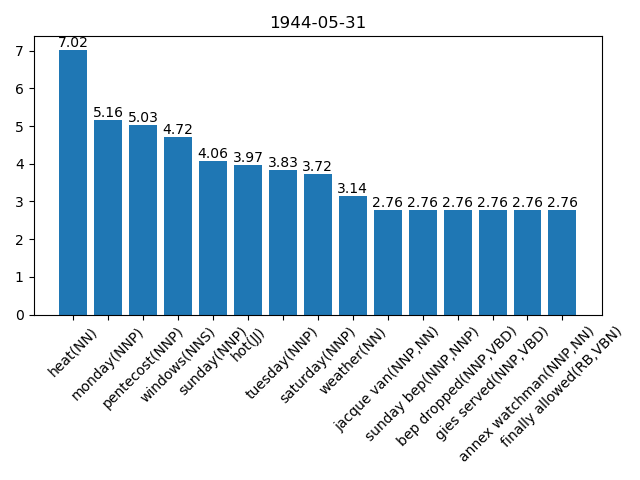 1944-05-31
7.02
5.16
5.03
4.72
4.06
3.97
3.83
3.72
3.14
2.76
2.76
2.76
2.76
2.76
2.76
7
6
5
4
3
2
1
0
heat(NN)
monday(NNP)
pentecost(NNP)
windows(NNS)
sunday(NNP)
hot(JJ)
tuesday(NNP)
saturday(NNP)
weather(NN)
jacque van(NNP,NN)
sunday bep(NNP,NNP)
bep dropped(NNP,VBD)
gies served(NNP,VBD)
annex watchman(NNP,NN)
finally allowed(RB,VBN)